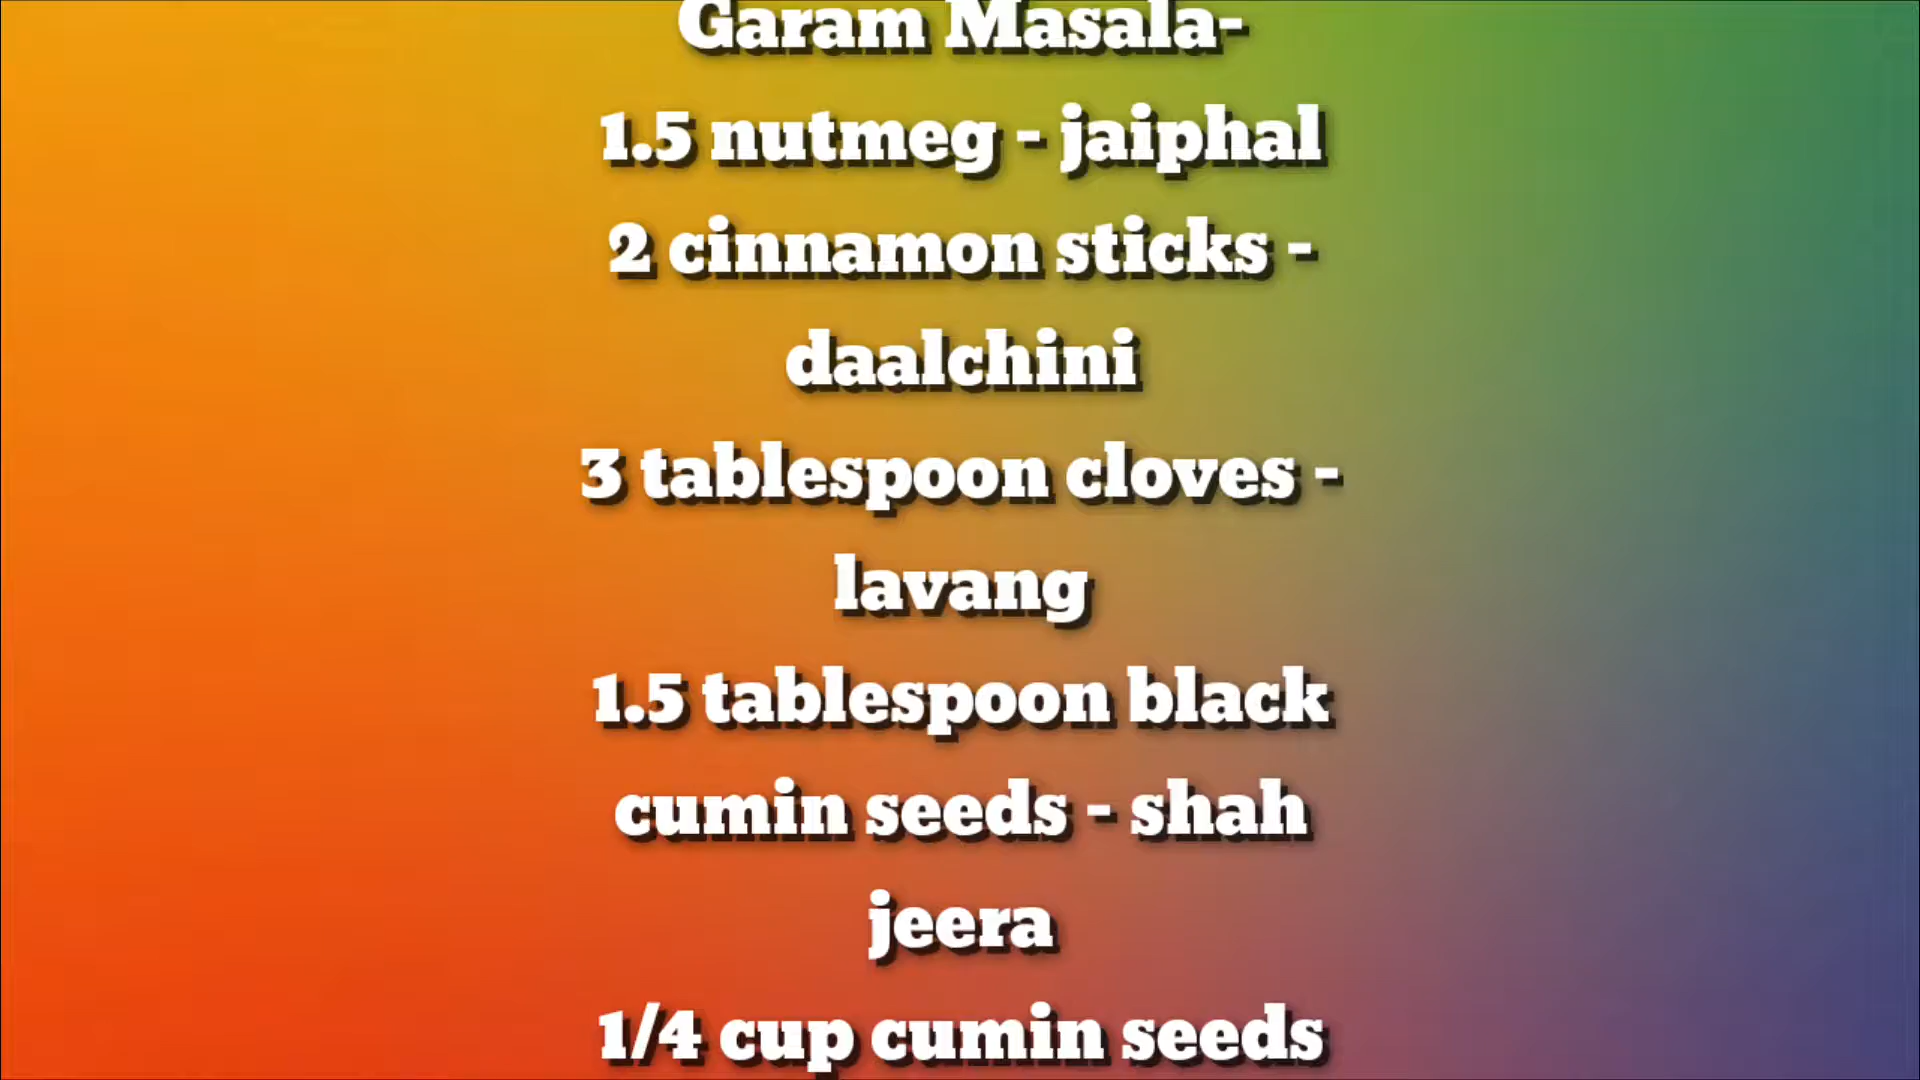 Garam Masala-
1.5 nutmeg - jaiphal
2 cinnamon sticks -
daalchini
3 tablespoon cloves -
lavang
1.5 tablespoon black
cumin seeds - shah
jeera
1/4 cup cumin seeds